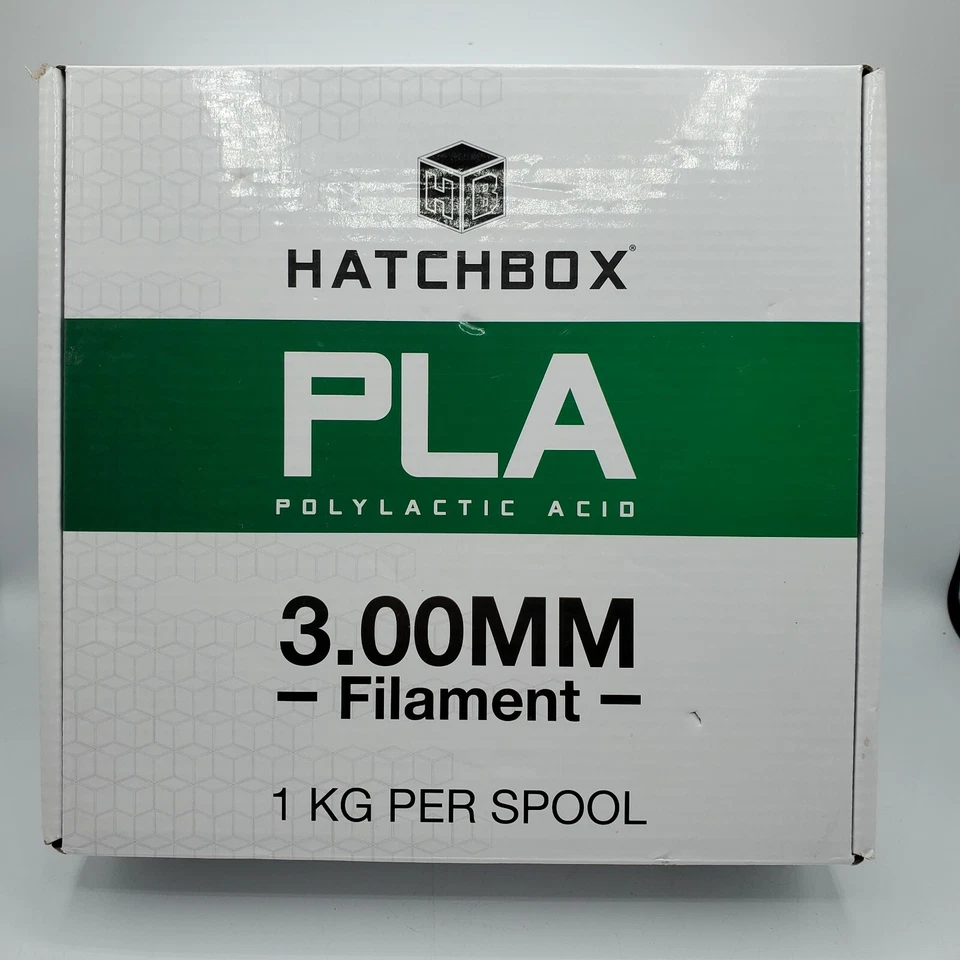 HB
HATCHBOX®
PLA
POLYLACTIC ACID
3.00MM
– Filament –
1 KG PER SPOOL